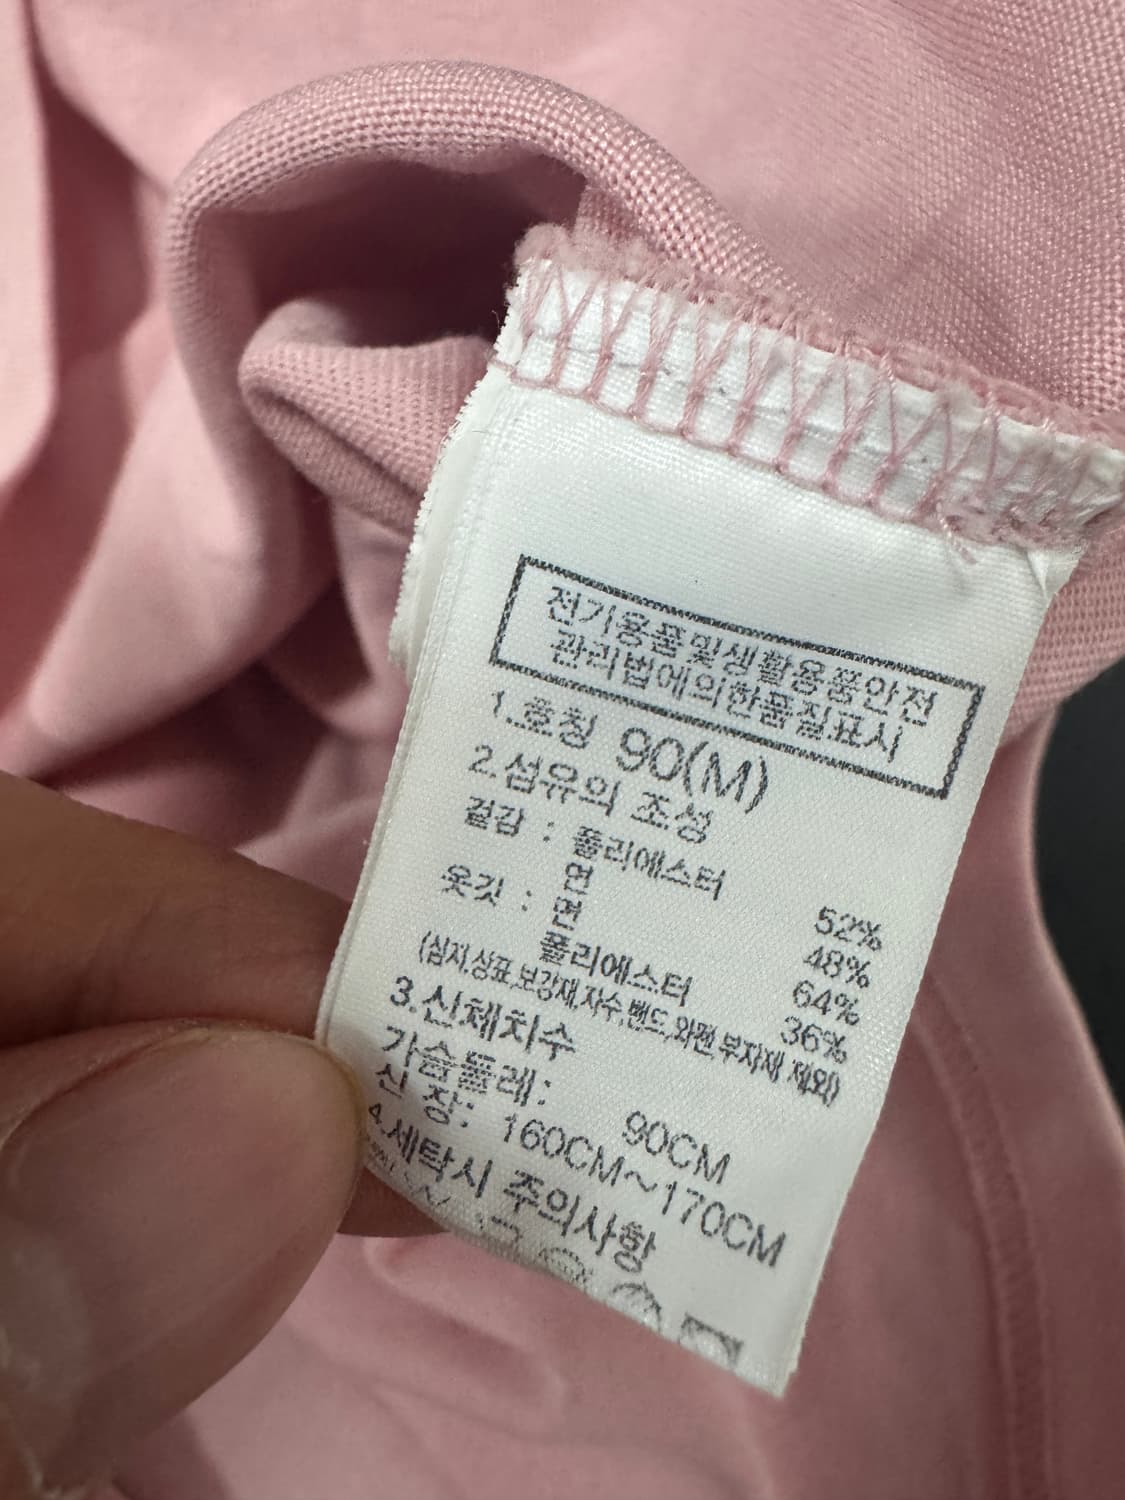 전기용품및생활용품안전
관리법에의한품질표시
1.호칭 90(M)
2.섬유의 조성
겉감 : 폴리에스터 52%
면 48%
옷깃 : 면 64%
폴리에스터 36%
(심지,상표,보강재,자수,밴드,와펜 부자재 제외)
3.신체치수
가슴둘레: 90CM
신 장: 160CM~170CM
4.세탁시 주의사항